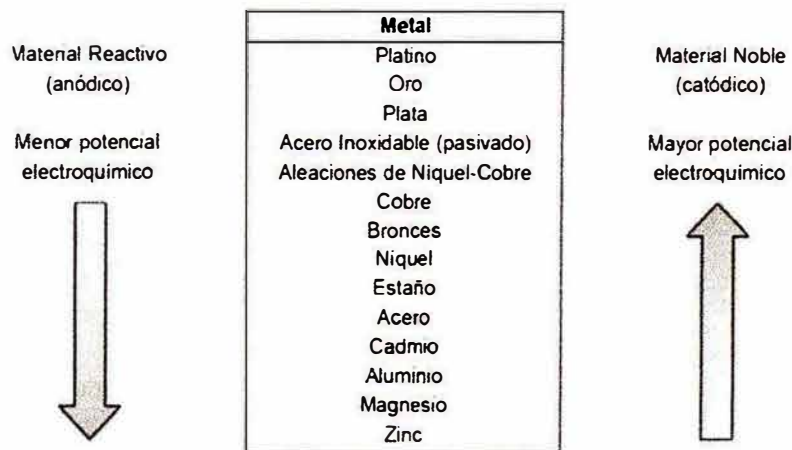 Metal
Material Reactivo
(anódico)
Menor potencial
electroquímico
Platino
Oro
Plata
Acero Inoxidable (pasivado)
Aleaciones de Niquel-Cobre
Cobre
Bronces
Niquel
Estaño
Acero
Cadmio
Aluminio
Magnesio
Zinc
Material Noble
(catódico)
Mayor potencial
electroquímico